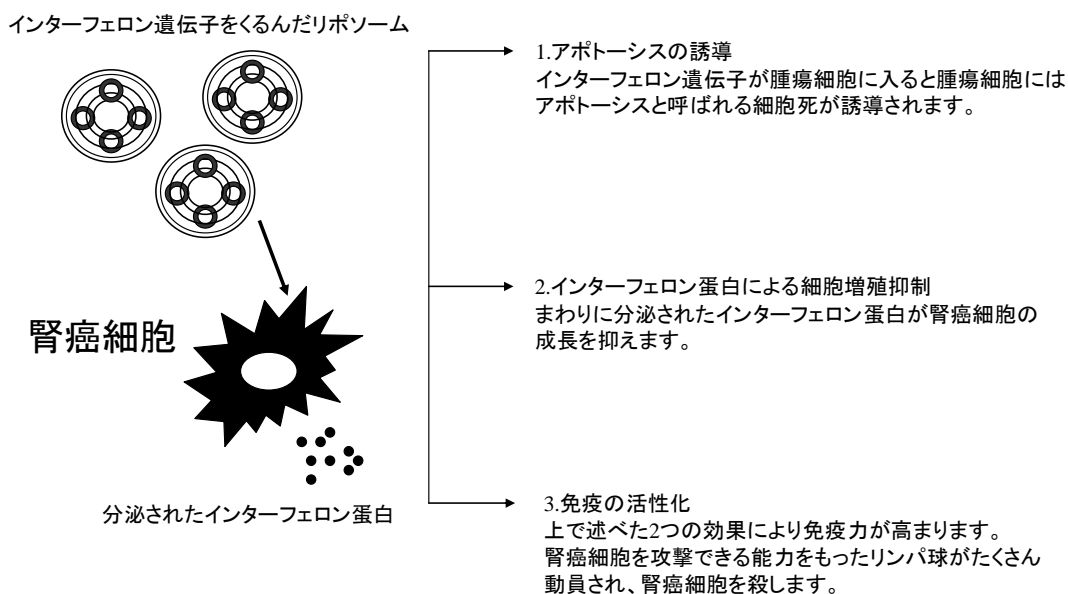 インターフェロン遺伝子をくるんだリポソーム
腎癌細胞
分泌されたインターフェロン蛋白
1.アポトーシスの誘導
インターフェロン遺伝子が腫瘍細胞に入ると腫瘍細胞には
アポトーシスと呼ばれる細胞死が誘導されます。
2.インターフェロン蛋白による細胞増殖抑制
まわりに分泌されたインターフェロン蛋白が腎癌細胞の
成長を抑えます。
3.免疫の活性化
上で述べた2つの効果により免疫力が高まります。
腎癌細胞を攻撃できる能力をもったリンパ球がたくさん
動員され、腎癌細胞を殺します。